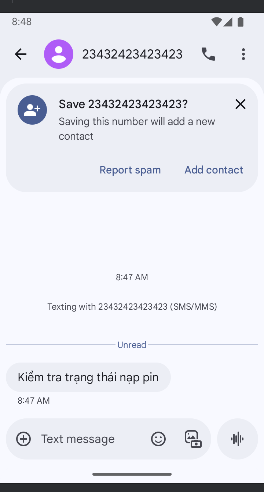 8:48
23432423423423
Save 23432423423423?
Saving this number will add a new
contact
Report spam
Add contact
8:47 AM
Texting with 23432423423423 (SMS/MMS)
Unread
Kiểm tra trạng thái nạp pin
8:47 AM
Text message